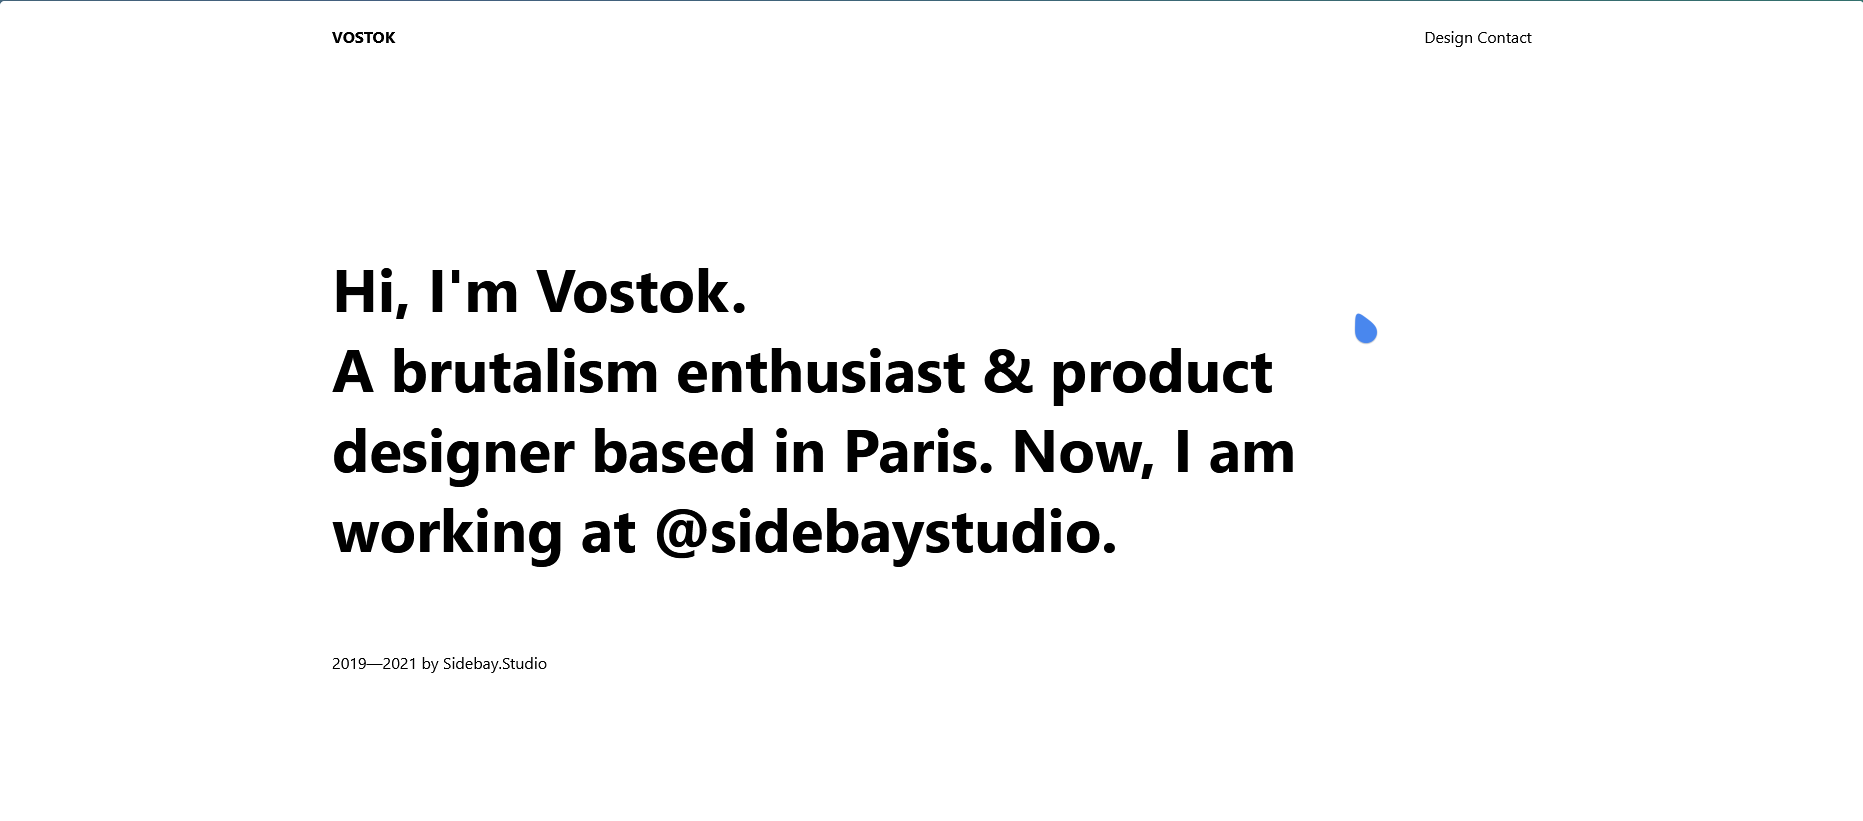 VOSTOK
Design Contact
Hi, I'm Vostok.
A brutalism enthusiast & product
designer based in Paris. Now, I am
working at @sidebaystudio.
2019—2021 by Sidebay.Studio